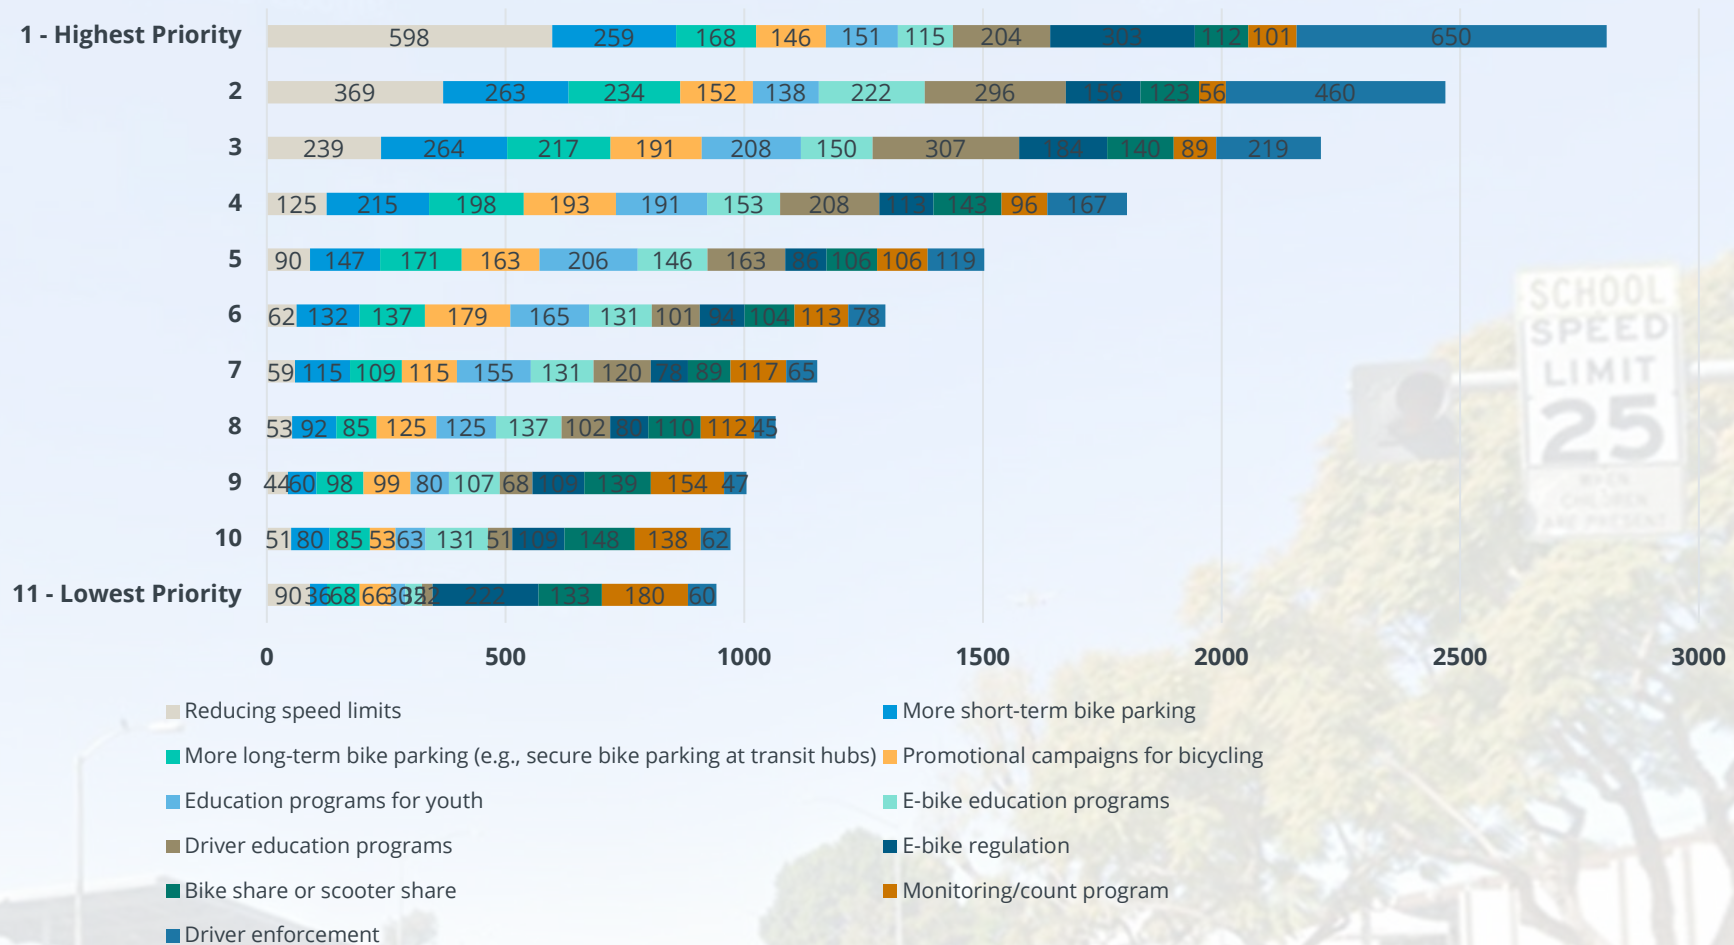 1 - Highest Priority 598 259 168 146 151 115 204 303 112 101 650
2 369 263 234 152 138 222 296 156 123 56 460
3 239 264 217 191 208 150 307 184 140 89 219
4 125 215 198 193 191 153 208 113 143 96 167
5 90 147 171 163 206 146 163 86 106 106 119
6 62 132 137 179 165 131 101 94 104 113 78
7 59 115 109 115 155 131 120 78 89 117 65
8 53 92 85 125 125 137 102 80 110 112 45
9 44 60 98 99 80 107 68 109 139 154 47
10 51 80 85 53 63 131 51 109 148 138 62
11 - Lowest Priority 90 36 68 66 222 133 180 60
0 500 1000 1500 2000 2500 3000
Reducing speed limits
More short-term bike parking
More long-term bike parking (e.g., secure bike parking at transit hubs)
Promotional campaigns for bicycling
Education programs for youth
E-bike education programs
Driver education programs
E-bike regulation
Bike share or scooter share
Monitoring/count program
Driver enforcement
SCHOOL
SPEED
LIMIT
25
WHEN
CHILDREN
ARE PRESENT